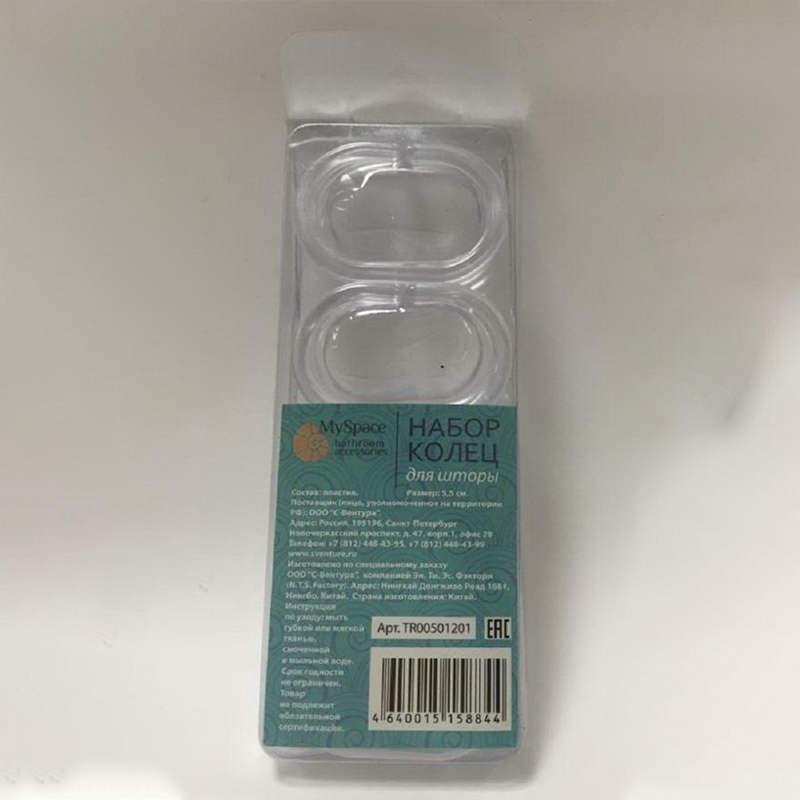 MySpace
bathroom
accessories
НАБОР
КОЛЕЦ
для шторы
Состав: пластик. Размер: 5,5 см.
Поставщик (лицо, уполномоченное на территории
РФ): ООО "С-Вентура".
Адрес: Россия, 195196, Санкт-Петербург
Новочеркасский проспект, д. 47, корп.1, офис 28
Телефон: +7 (812) 448-43-95, +7 (812) 448-43-99
www.sventure.ru
Изготовлено по специальному заказу
ООО "С-Вентура", компанией Эн. Ти. Эс. Фэктори
(N.T.S. Factory). Адрес: Нингхай Донгживо Роад 168 г,
Нингбо, Китай. Страна изготовления: Китай.
Инструкция
по уходу: мыть
губкой или мягкой
тканью,
смоченной
в мыльной воде.
Срок годности
не ограничен.
Товар
не подлежит
обязательной
сертификации.
Арт. TR00501201
EAC
4 640015 158844